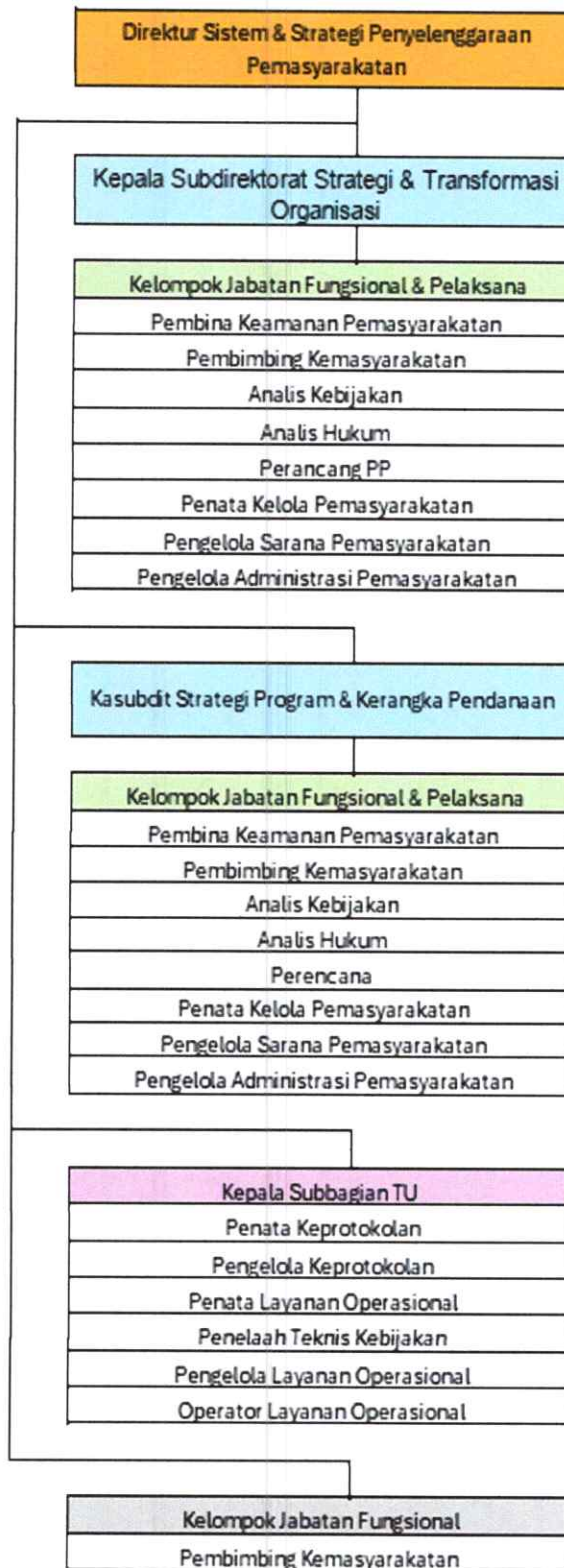 Direktur Sistem & Strategi Penyelenggaraan
Pemasyarakatan
Kepala Subdirektorat Strategi & Transformasi
Organisasi
Kelompok Jabatan Fungsional & Pelaksana
Pembina Keamanan Pemasyarakatan
Pembimbing Kemasyarakatan
Analis Kebijakan
Analis Hukum
Perancang PP
Penata Kelola Pemasyarakatan
Pengelola Sarana Pemasyarakatan
Pengelola Administrasi Pemasyarakatan
Kasubdit Strategi Program & Kerangka Pendanaan
Kelompok Jabatan Fungsional & Pelaksana
Pembina Keamanan Pemasyarakatan
Pembimbing Kemasyarakatan
Analis Kebijakan
Analis Hukum
Perencana
Penata Kelola Pemasyarakatan
Pengelola Sarana Pemasyarakatan
Pengelola Administrasi Pemasyarakatan
Kepala Subbagian TU
Penata Keprotokolan
Pengelola Keprotokolan
Penata Layanan Operasional
Penelaah Teknis Kebijakan
Pengelola Layanan Operasional
Operator Layanan Operasional
Kelompok Jabatan Fungsional
Pembimbing Kemasyarakatan